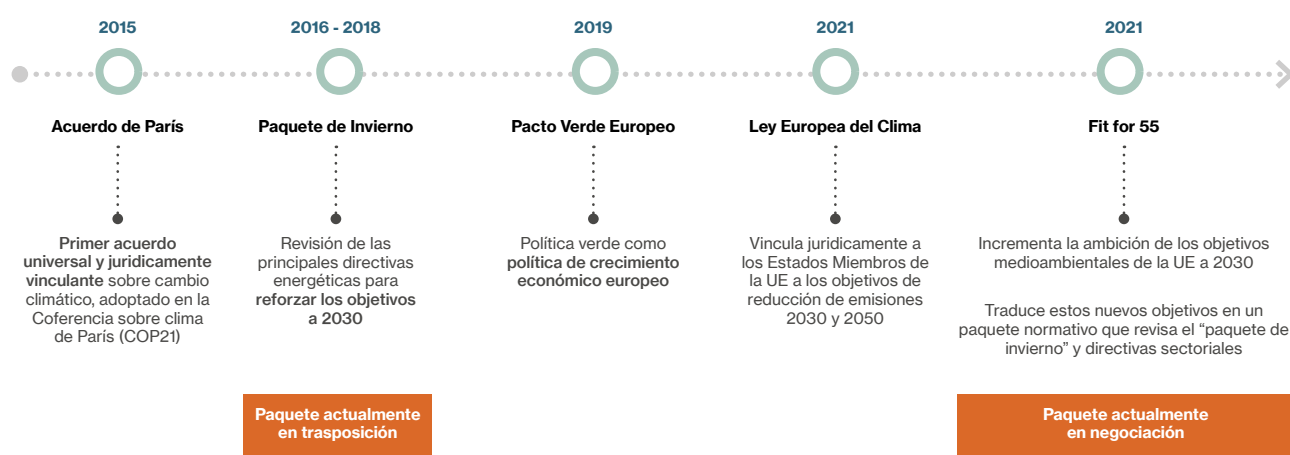 2015
2016 - 2018
2019
2021
2021
Acuerdo de París
Paquete de Invierno
Pacto Verde Europeo
Ley Europea del Clima
Fit for 55
Primer acuerdo
universal y juridicamente
vinculante sobre cambio
climático, adoptado en la
Coferencia sobre clima
de París (COP21)
Revisión de las
principales directivas
energéticas para
reforzar los objetivos
a 2030
Política verde como
política de crecimiento
económico europeo
Vincula juridicamente a
los Estados Miembros de
la UE a los objetivos de
reducción de emisiones
2030 y 2050
Incrementa la ambición de los objetivos
medioambientales de la UE a 2030
Traduce estos nuevos objetivos en un
paquete normativo que revisa el “paquete de
invierno” y directivas sectoriales
Paquete actualmente
en trasposición
Paquete actualmente
en negociación